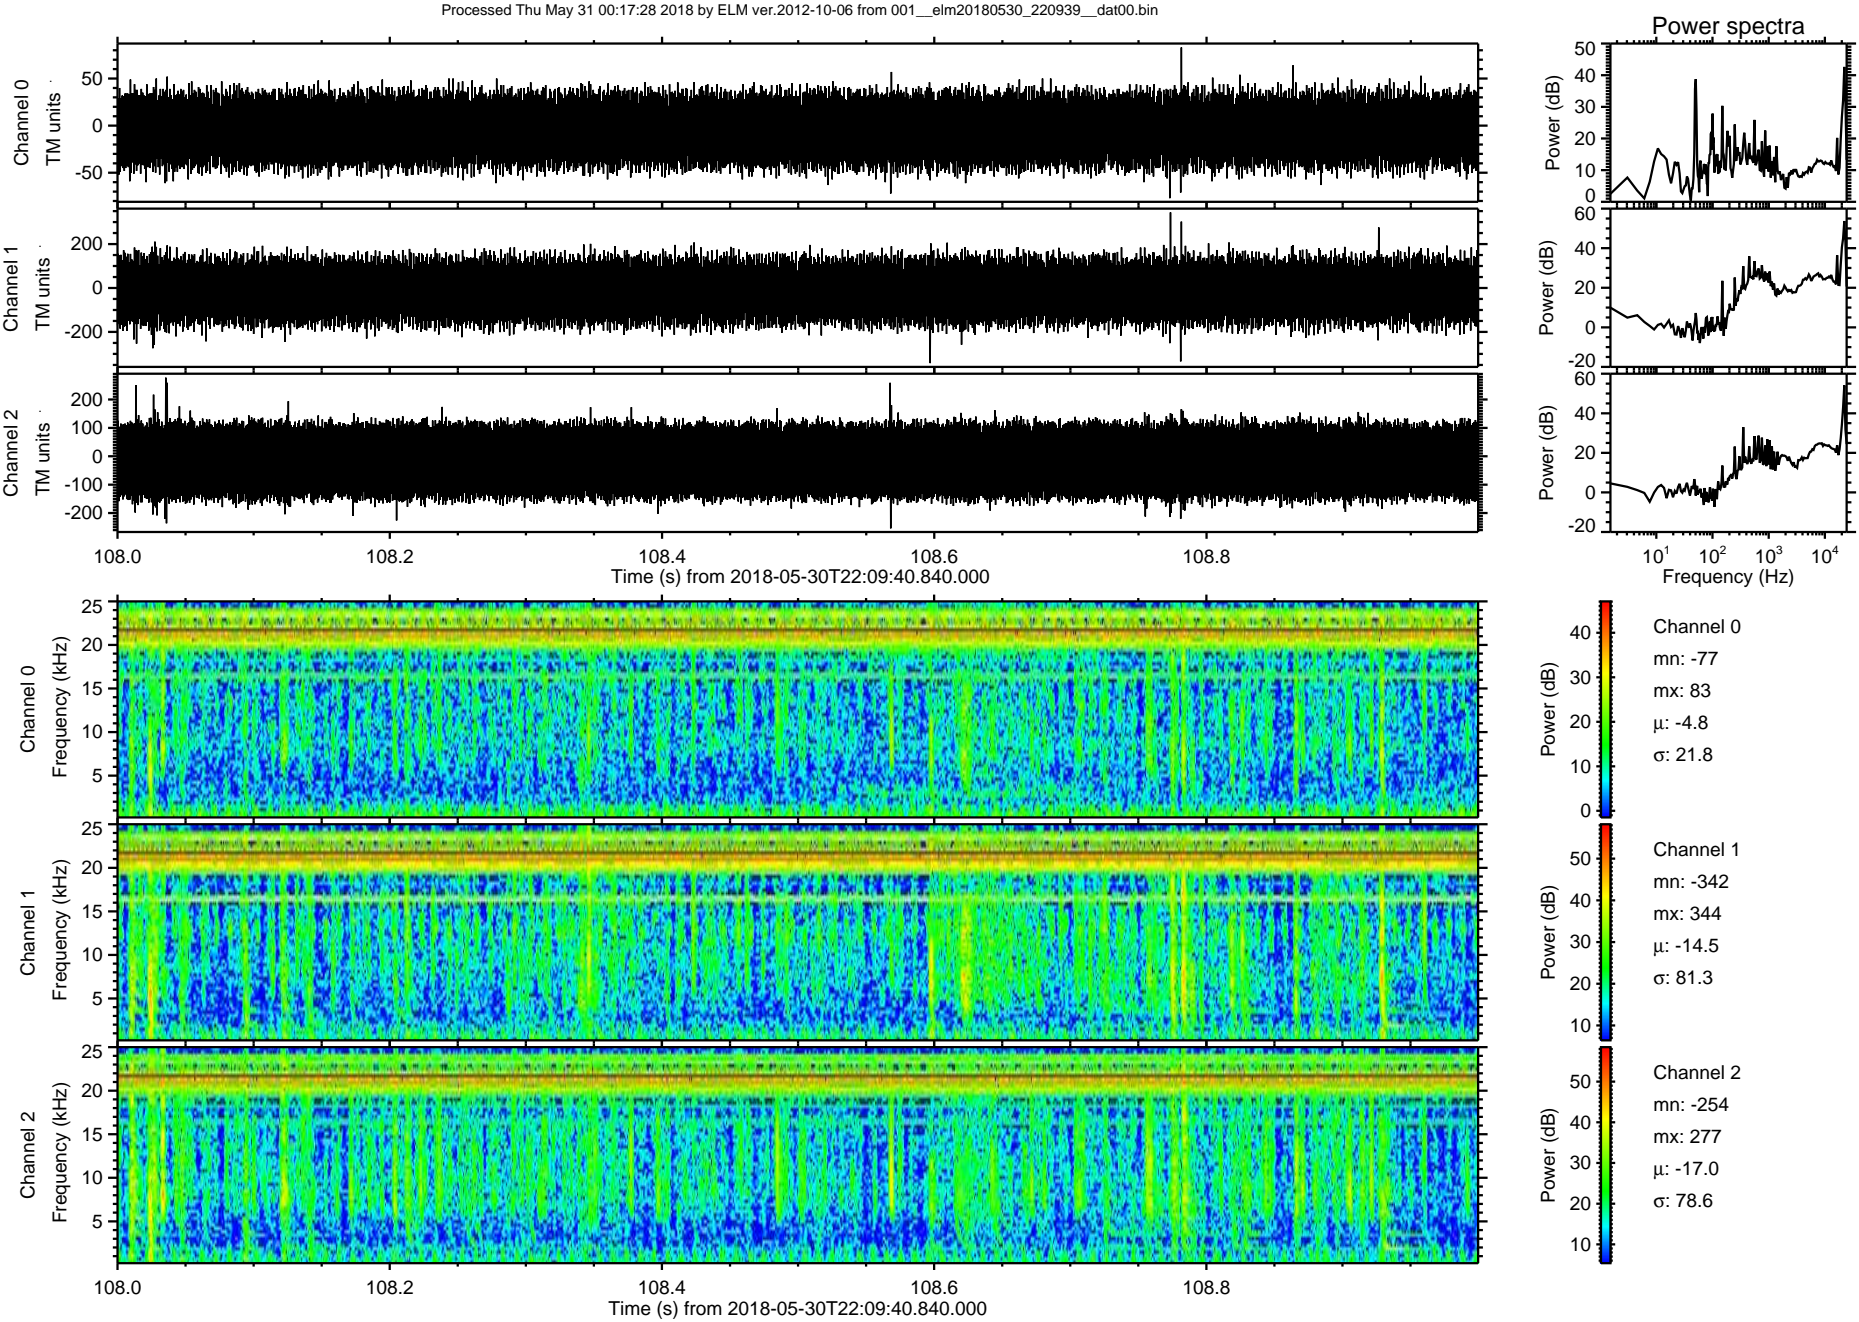 Processed Thu May 31 00:17:28 2018 by ELM ver.2012-10-06 from 001__elm20180530_220939__dat00.bin
Power spectra
Channel 0
TM units
50
0
-50
Power (dB)
50
40
30
20
10
0
Channel 1
TM units
200
0
-200
Power (dB)
60
40
20
0
-20
Channel 2
TM units
200
100
0
-100
-200
Power (dB)
60
40
20
0
-20
108.0 108.2 108.4 108.6 108.8
Time (s) from 2018-05-30T22:09:40.840.000
10¹ 10² 10³ 10⁴
Frequency (Hz)
Channel 0
Frequency (kHz)
25
20
15
10
5
Power (dB)
40
30
20
10
0
Channel 0
mn: -77
mx: 83
μ: -4.8
σ: 21.8
Channel 1
Frequency (kHz)
25
20
15
10
5
Power (dB)
50
40
30
20
10
Channel 1
mn: -342
mx: 344
μ: -14.5
σ: 81.3
Channel 2
Frequency (kHz)
25
20
15
10
5
Power (dB)
50
40
30
20
10
Channel 2
mn: -254
mx: 277
μ: -17.0
σ: 78.6
108.0 108.2 108.4 108.6 108.8
Time (s) from 2018-05-30T22:09:40.840.000